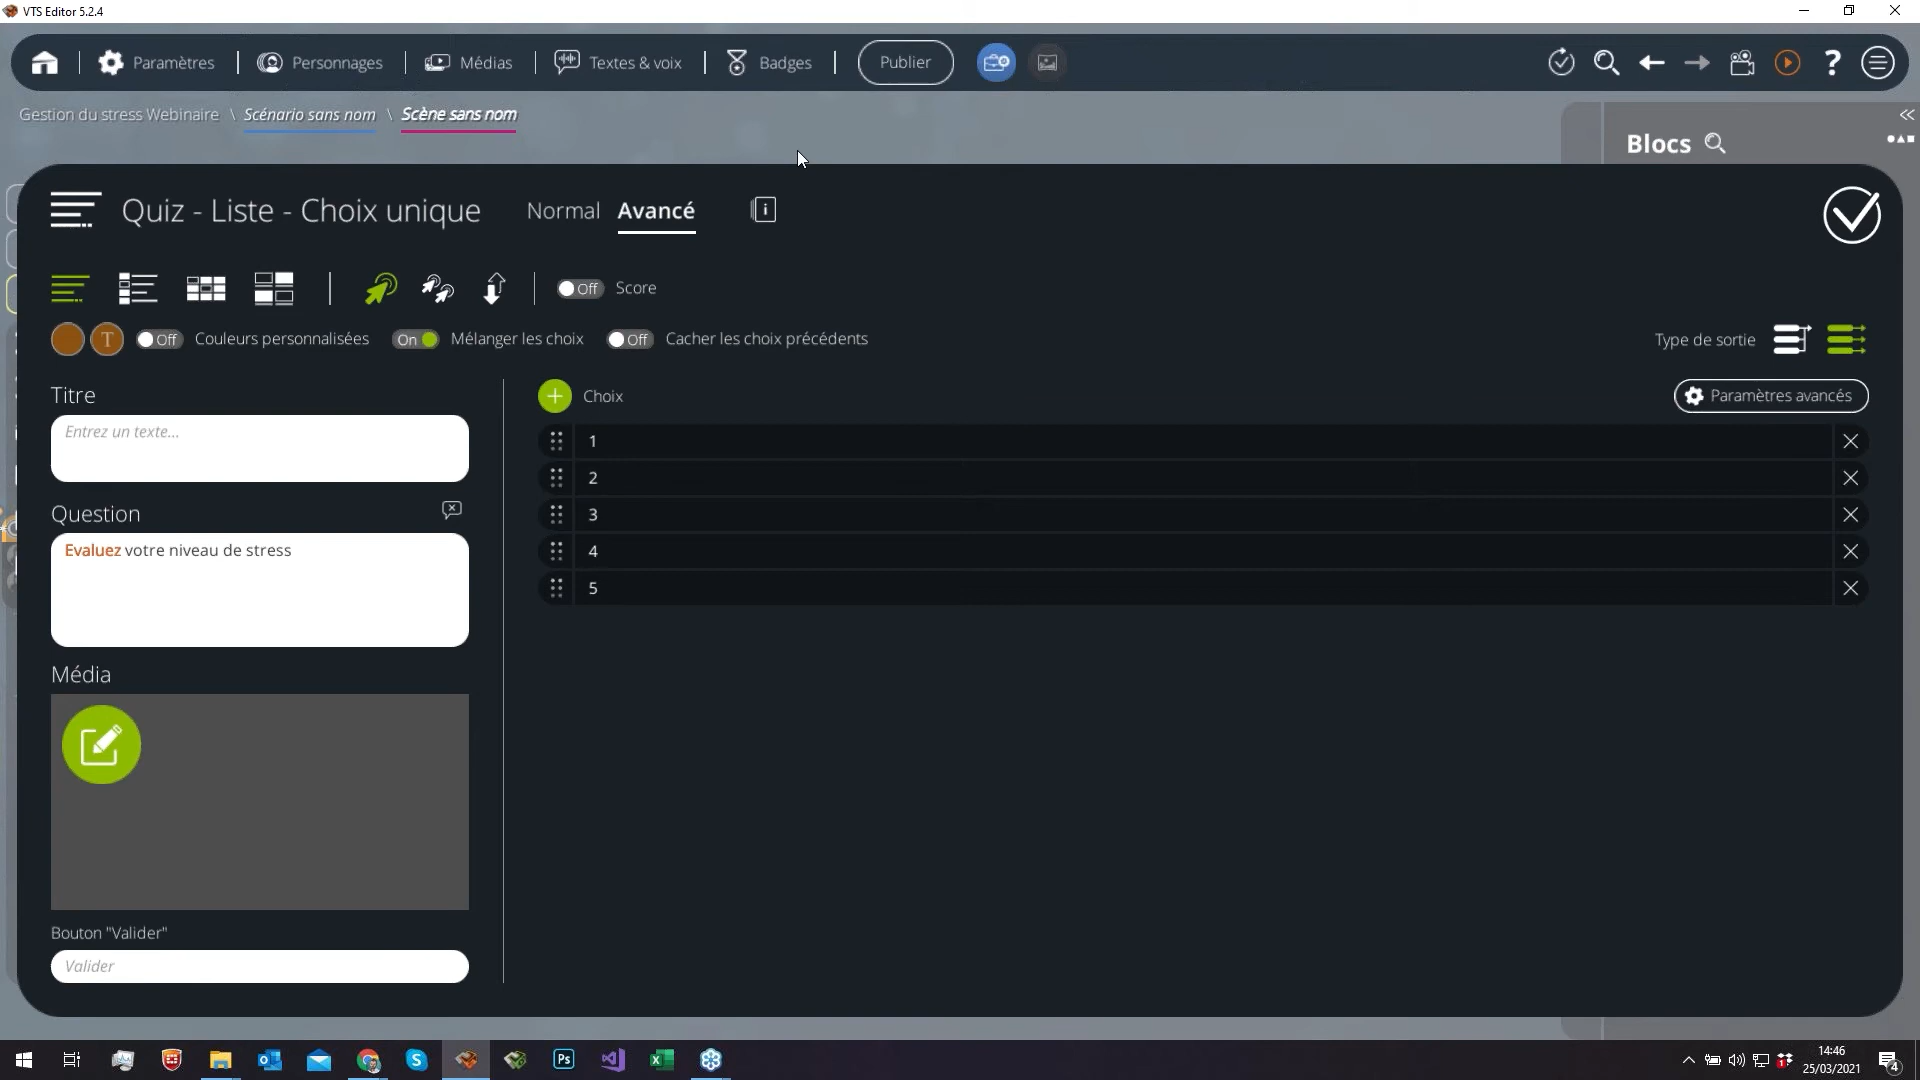 VTS Editor 5.2.4
Paramètres
Personnages
Médias
Textes & voix
Badges
Publier
?
Gestion du stress Webinaire \ Scénario sans nom \ Scène sans nom
Blocs
Quiz - Liste - Choix unique
Normal
Avancé
i
Off Score
T
Off Couleurs personnalisées
On Mélanger les choix
Off Cacher les choix précédents
Type de sortie
Titre
Entrez un texte...
+ Choix
Paramètres avancés
1
2
3
4
5
Question
Evaluez votre niveau de stress
Média
Bouton "Valider"
Valider
Ps
14:46
25/03/2021
4